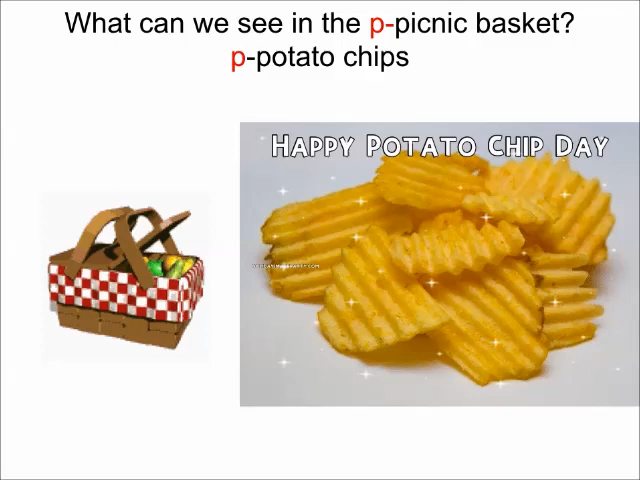 What can we see in the p-picnic basket?
p-potato chips
Happy Potato Chip Day